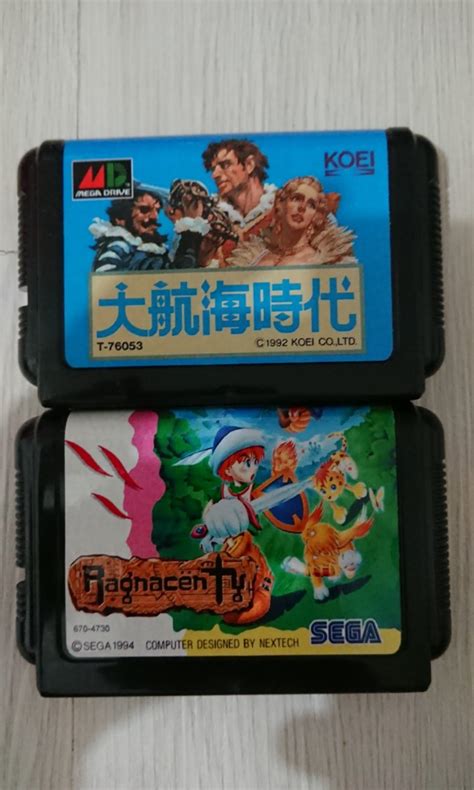 MD
MEGA DRIVE
KOEI
大航海時代
T-76053
© 1992 KOEI CO.,LTD.
Ragnacenty
670-4730
© SEGA 1994 COMPUTER DESIGNED BY NEXTECH
SEGA